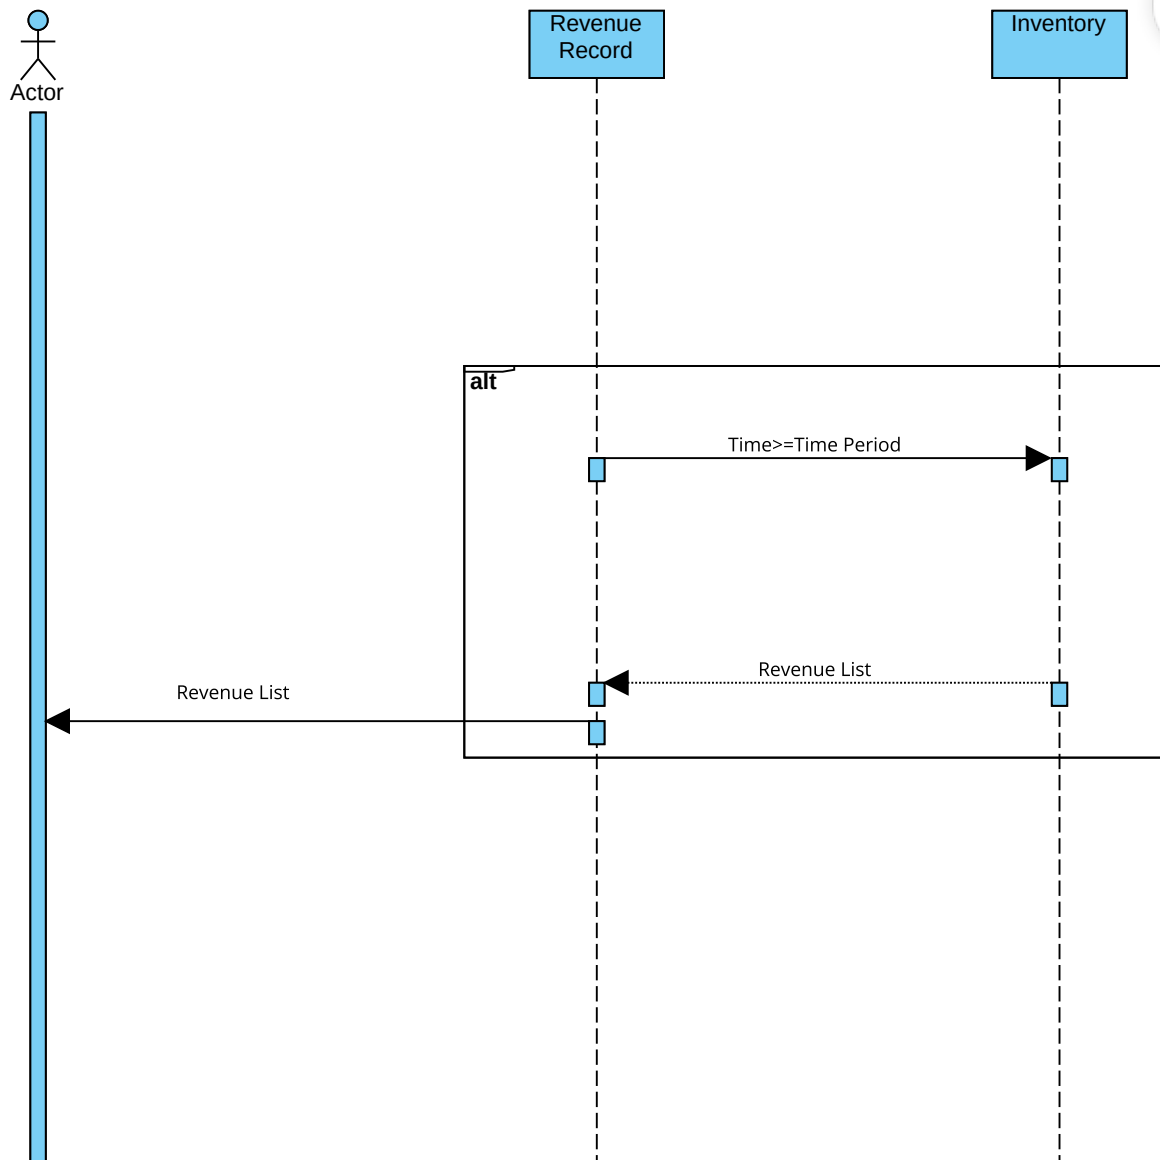 Actor
Revenue
Record
Inventory
alt
Time>=Time Period
Revenue List
Revenue List